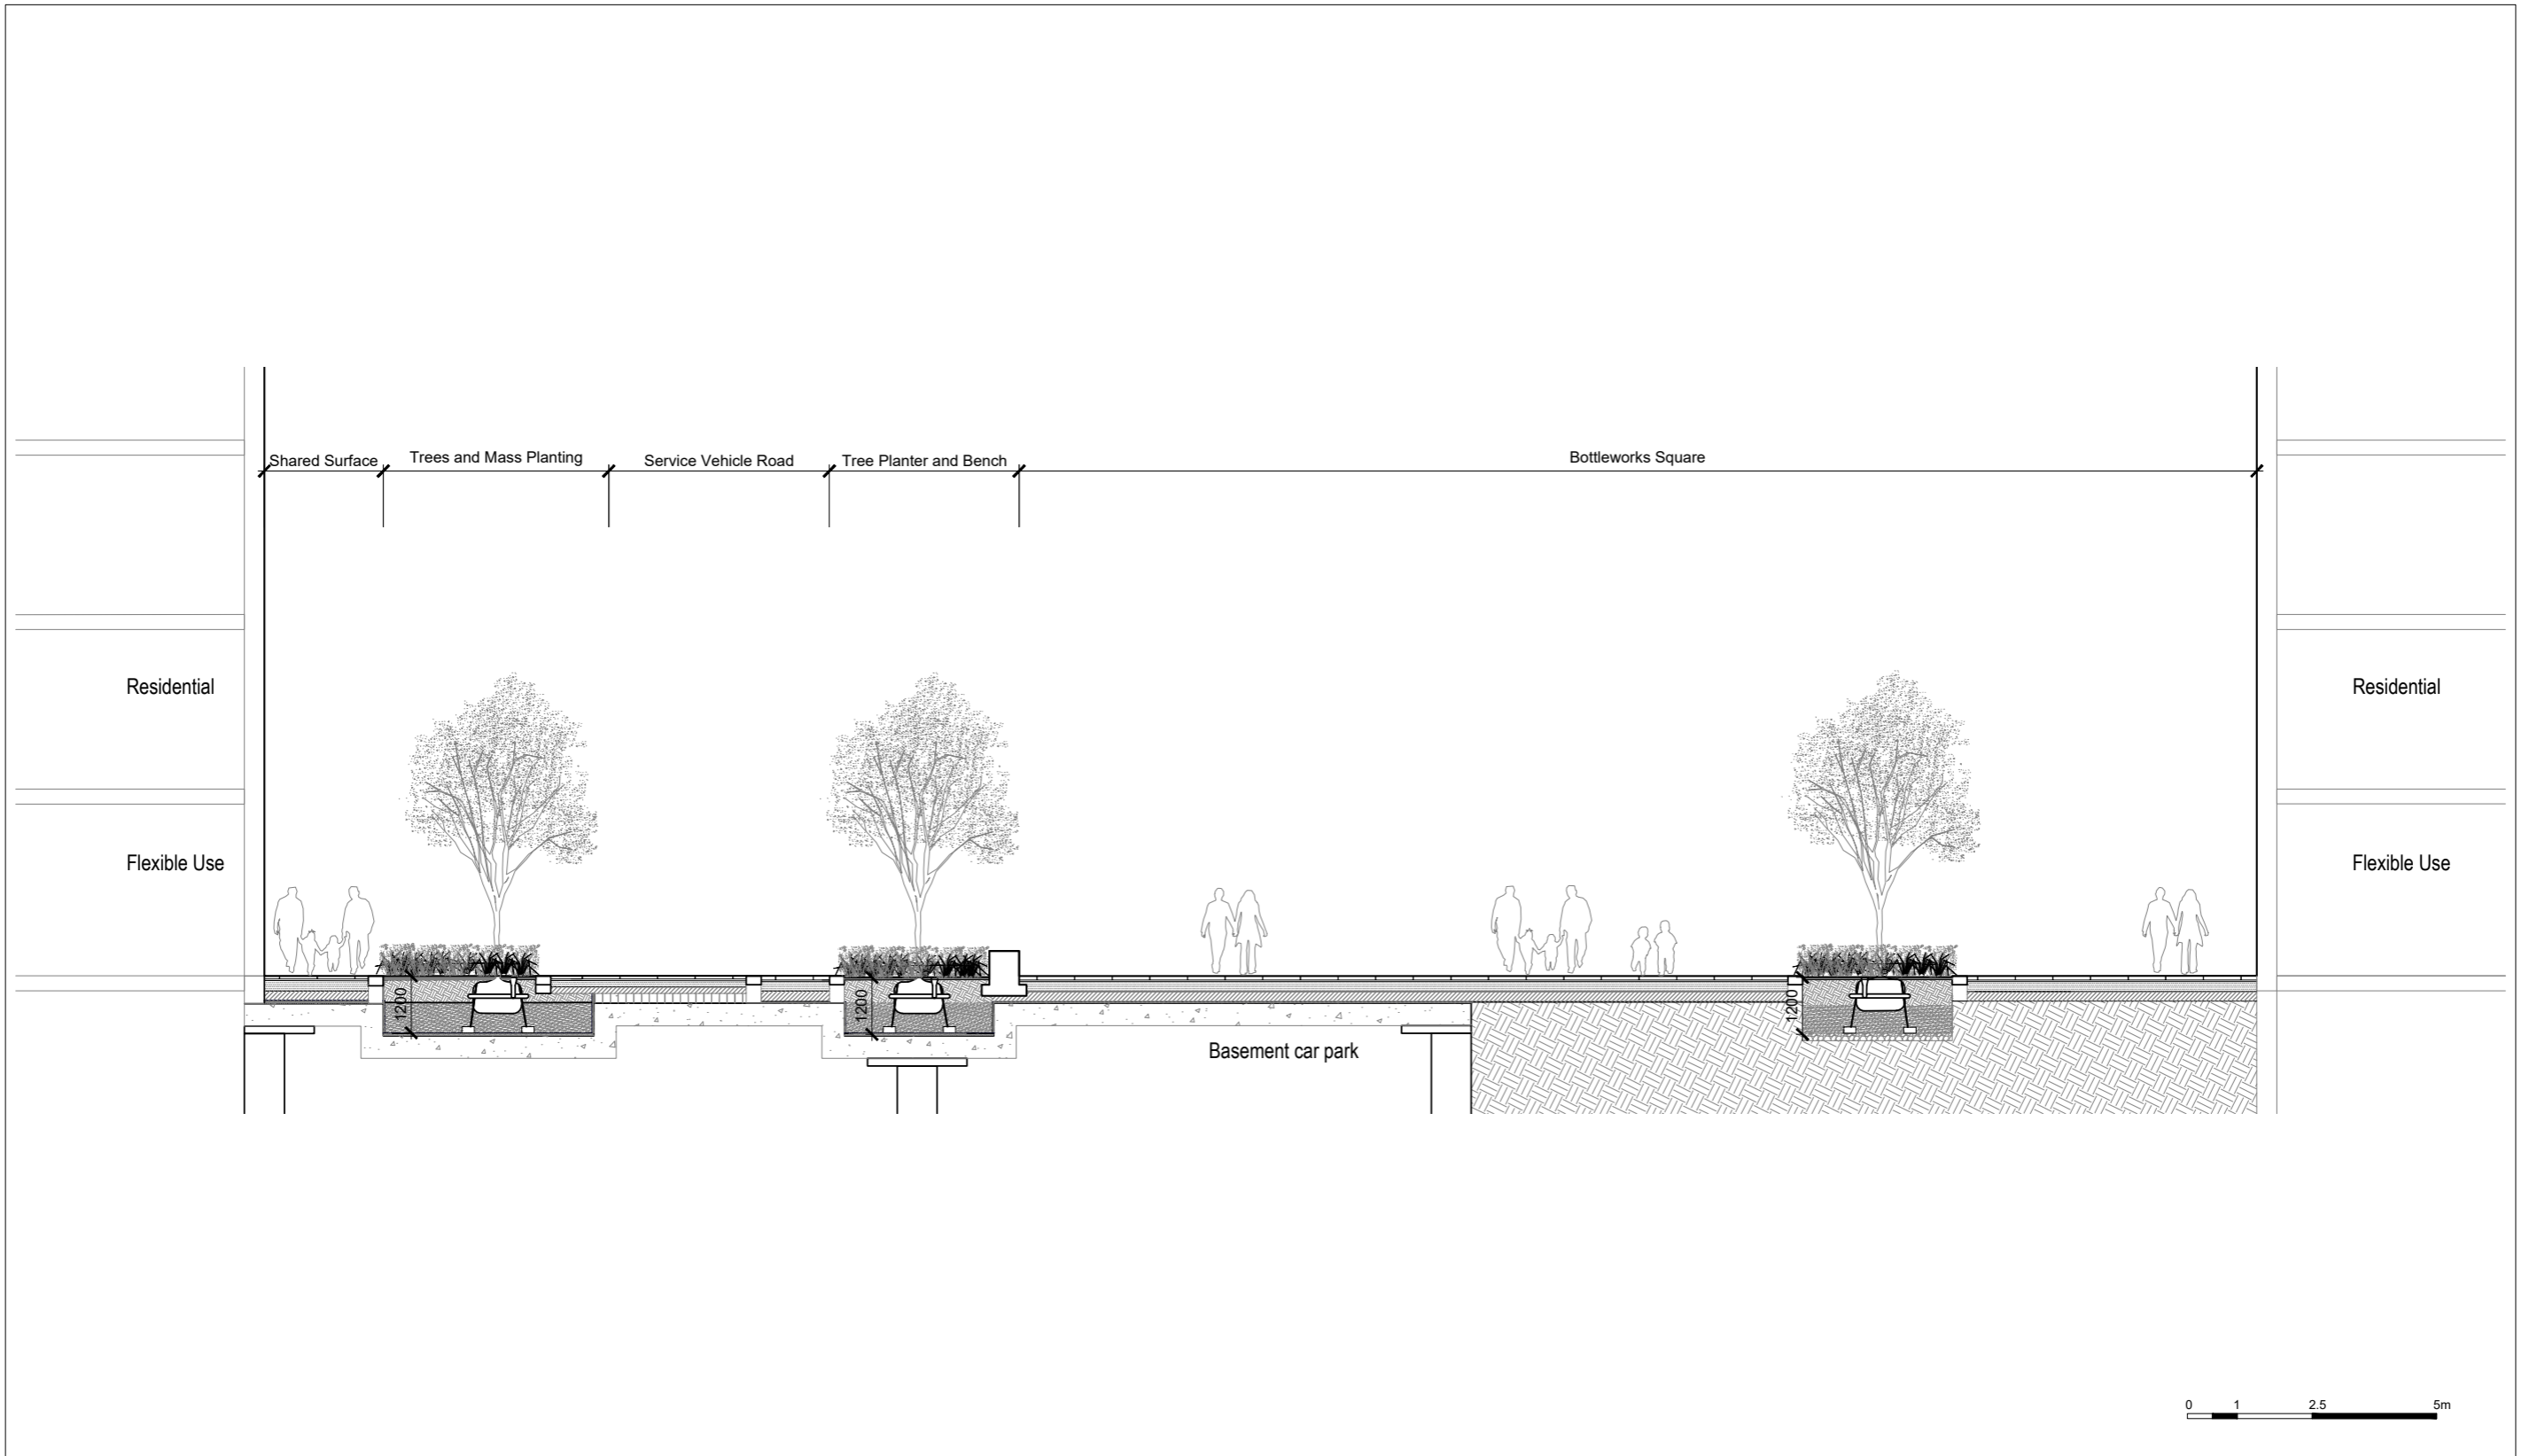 Shared Surface
Trees and Mass Planting
Service Vehicle Road
Tree Planter and Bench
Bottleworks Square
Residential
Residential
Flexible Use
Flexible Use
1200
1200
1200
Basement car park
0 1 2.5 5m